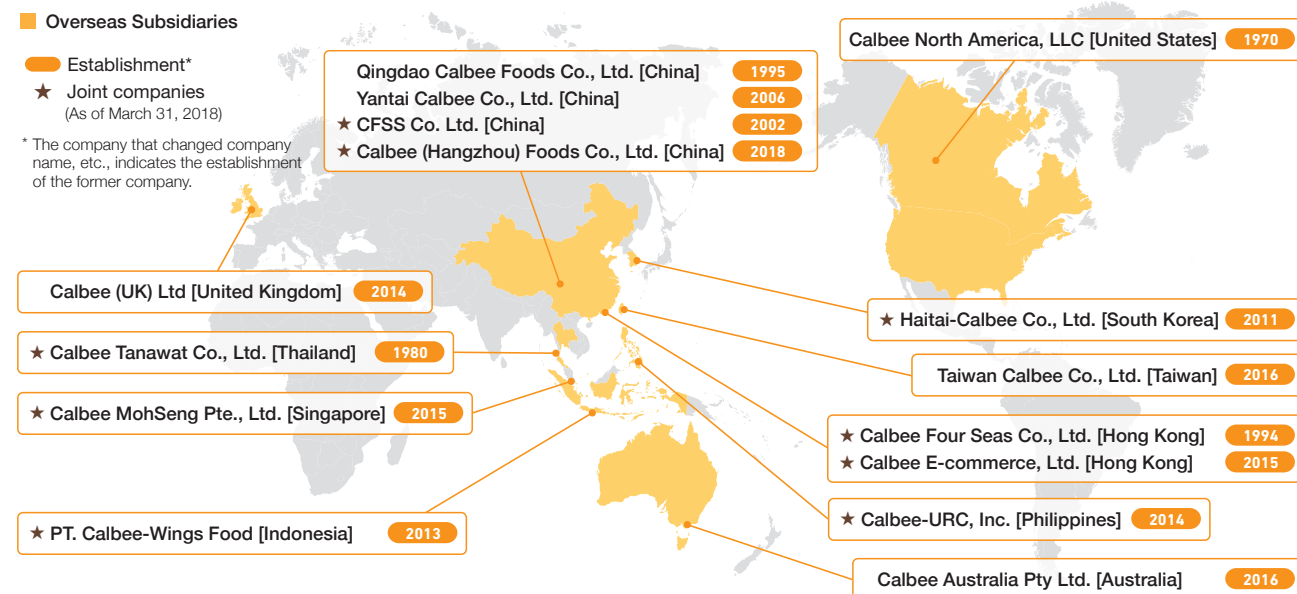 Overseas Subsidiaries
Establishment*
★ Joint companies
(As of March 31, 2018)
* The company that changed company
name, etc., indicates the establishment
of the former company.
Qingdao Calbee Foods Co., Ltd. [China] 1995
Yantai Calbee Co., Ltd. [China] 2006
★ CFSS Co. Ltd. [China] 2002
★ Calbee (Hangzhou) Foods Co., Ltd. [China] 2018
Calbee North America, LLC [United States] 1970
Calbee (UK) Ltd [United Kingdom] 2014
★ Calbee Tanawat Co., Ltd. [Thailand] 1980
★ Calbee MohSeng Pte., Ltd. [Singapore] 2015
★ PT. Calbee-Wings Food [Indonesia] 2013
★ Haitai-Calbee Co., Ltd. [South Korea] 2011
Taiwan Calbee Co., Ltd. [Taiwan] 2016
★ Calbee Four Seas Co., Ltd. [Hong Kong] 1994
★ Calbee E-commerce, Ltd. [Hong Kong] 2015
★ Calbee-URC, Inc. [Philippines] 2014
Calbee Australia Pty Ltd. [Australia] 2016